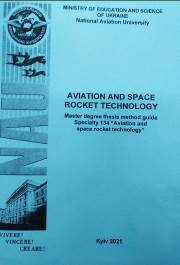 MINISTRY OF EDUCATION AND SCIENCE
OF UKRAINE
National Aviation University
NAU
AVIATION AND SPACE
ROCKET TECHNOLOGY
Master degree thesis method guide
Specialty 134 "Aviation and
space rocket technology"
VIVERE!
VINCERE!
CREARE!
Kyiv 2021